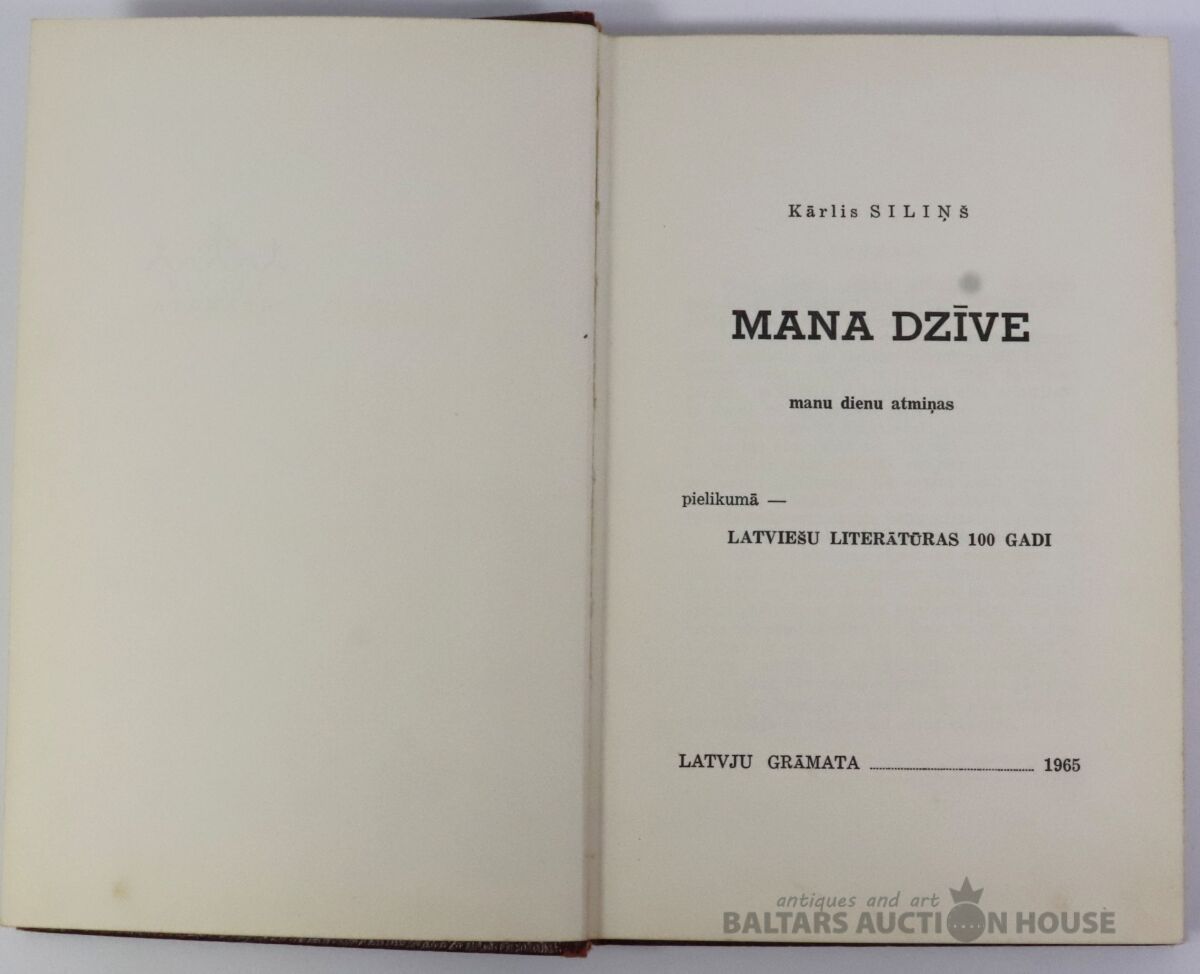 Kārlis SILIŅŠ
MANA DZĪVE
manu dienu atmiņas
pielikumā —
LATVIEŠU LITERĀTŪRAS 100 GADI
LATVJU GRĀMATA ........................ 1965
antiques and art
BALTARS AUCTION HOUSE